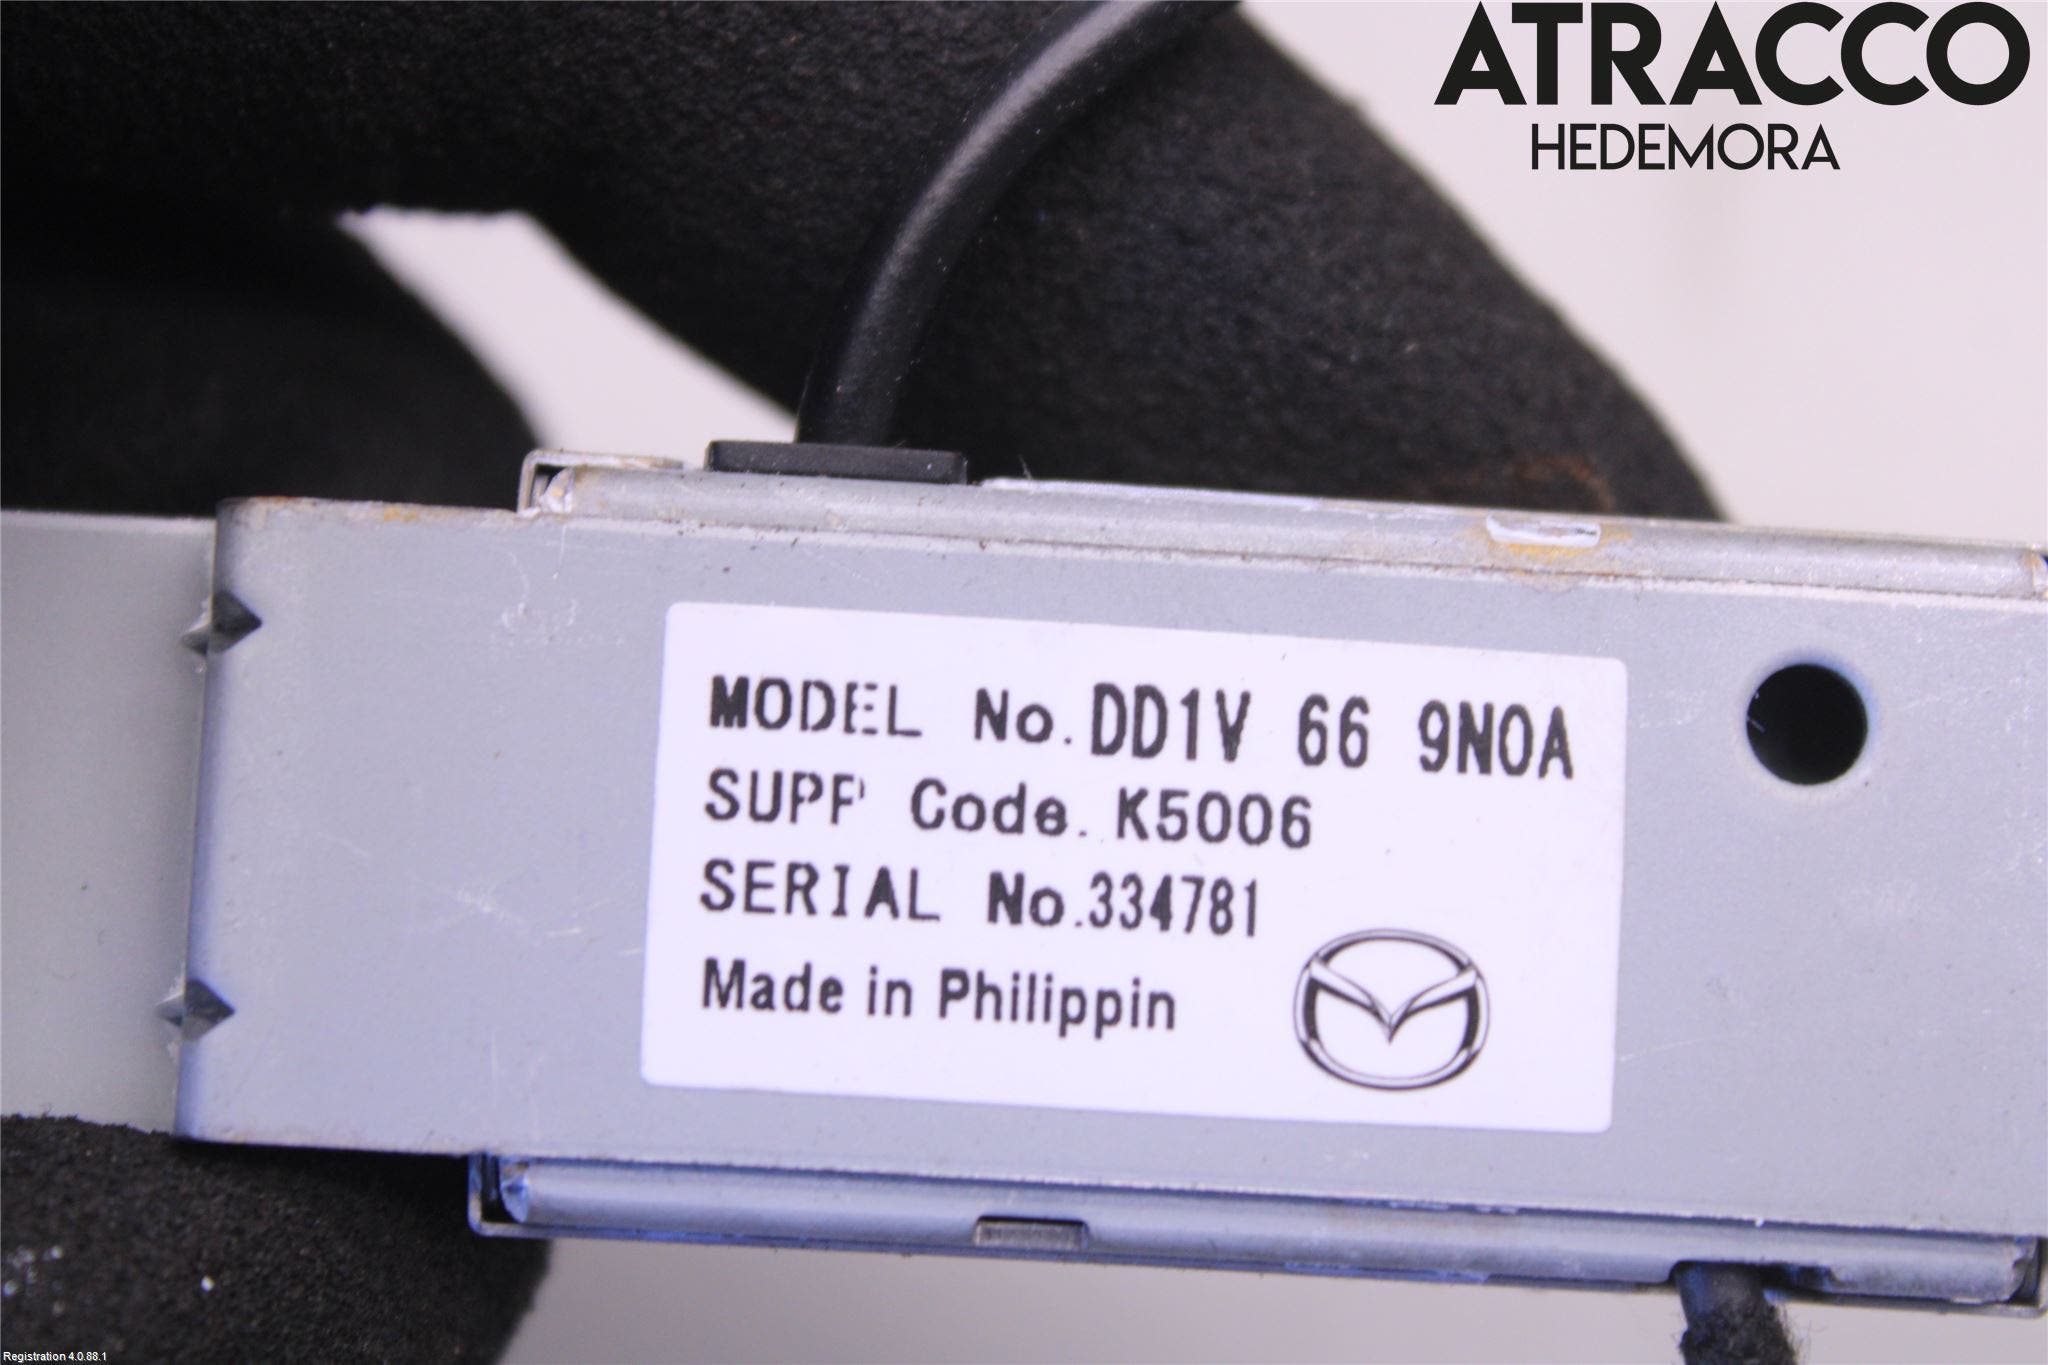 ATRACCO
HEDEMORA
MODEL No. DD1V 66 9N0A
SUPP Code. K5006
SERIAL No. 334781
Made in Philippin
Registration 4.0.88.1